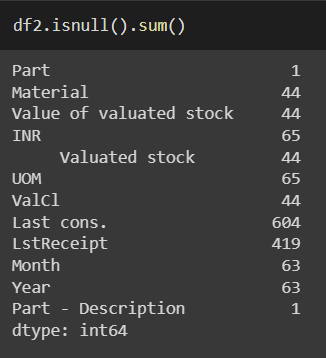 df2.isnull().sum()
Part 1
Material 44
Value of valuated stock 44
INR 65
Valuated stock 44
UOM 65
ValCl 44
Last cons. 604
LstReceipt 419
Month 63
Year 63
Part - Description 1
dtype: int64